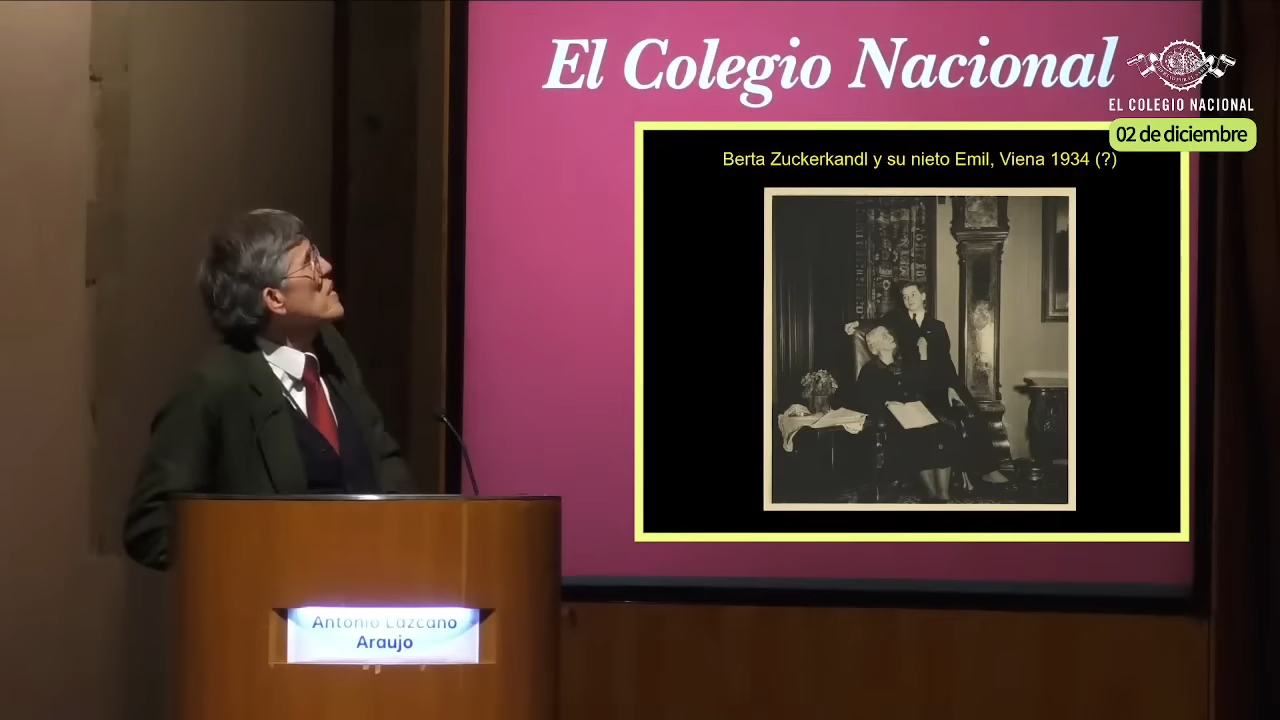 El Colegio Nacional
EL COLEGIO NACIONAL
02 de diciembre
Berta Zuckerkandl y su nieto Emil, Viena 1934 (?)
Antonio Lazcano
Araujo